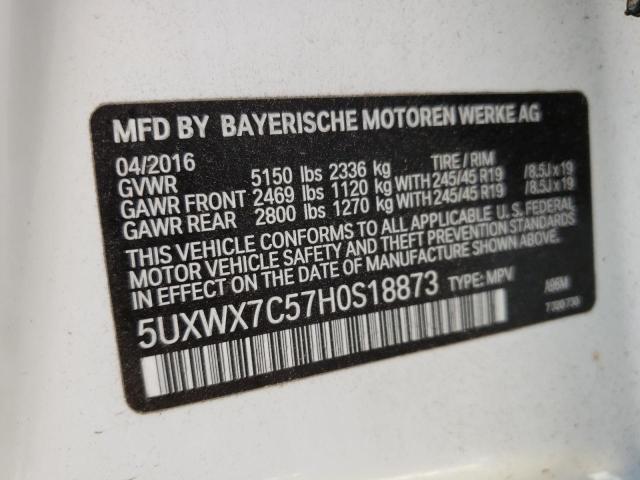 MFD BY BAYERISCHE MOTOREN WERKE AG
04/2016 TIRE / RIM
GVWR 5150 lbs 2336 kg
GAWR FRONT 2469 lbs 1120 kg WITH 245/45 R19 /8.5J x 19
GAWR REAR 2800 lbs 1270 kg WITH 245/45 R19 /8.5J x 19
THIS VEHICLE CONFORMS TO ALL APPLICABLE U.S. FEDERAL
MOTOR VEHICLE SAFETY AND THEFT PREVENTION STANDARDS
IN EFFECT ON THE DATE OF MANUFACTURE SHOWN ABOVE.
5UXWX7C57H0S18873 TYPE: MPV